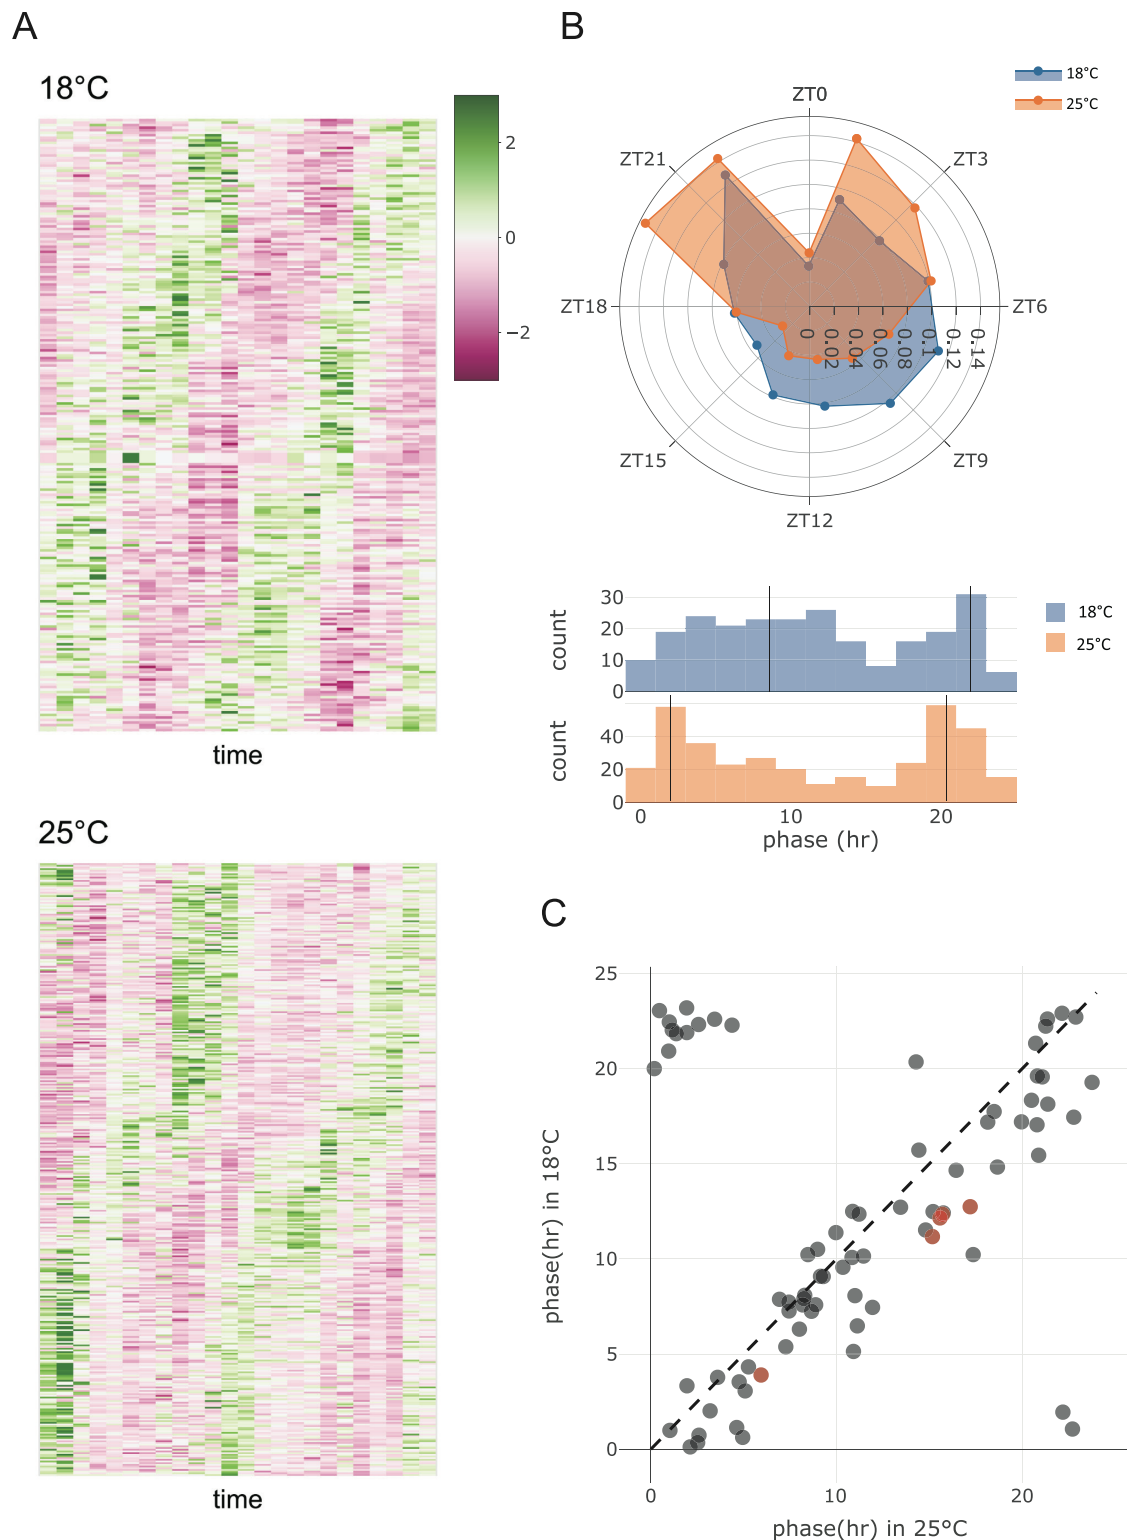 A
18°C
2
0
−2
time
25°C
time
B
18°C
25°C
ZT0
ZT3
ZT6
ZT9
ZT12
ZT15
ZT18
ZT21
0
0.02
0.04
0.06
0.08
0.1
0.12
0.14
count
30
20
10
0
18°C
25°C
count
40
20
0
0
10
20
phase (hr)
C
phase(hr) in 18°C
25
20
15
10
5
0
0
10
20
phase(hr) in 25°C